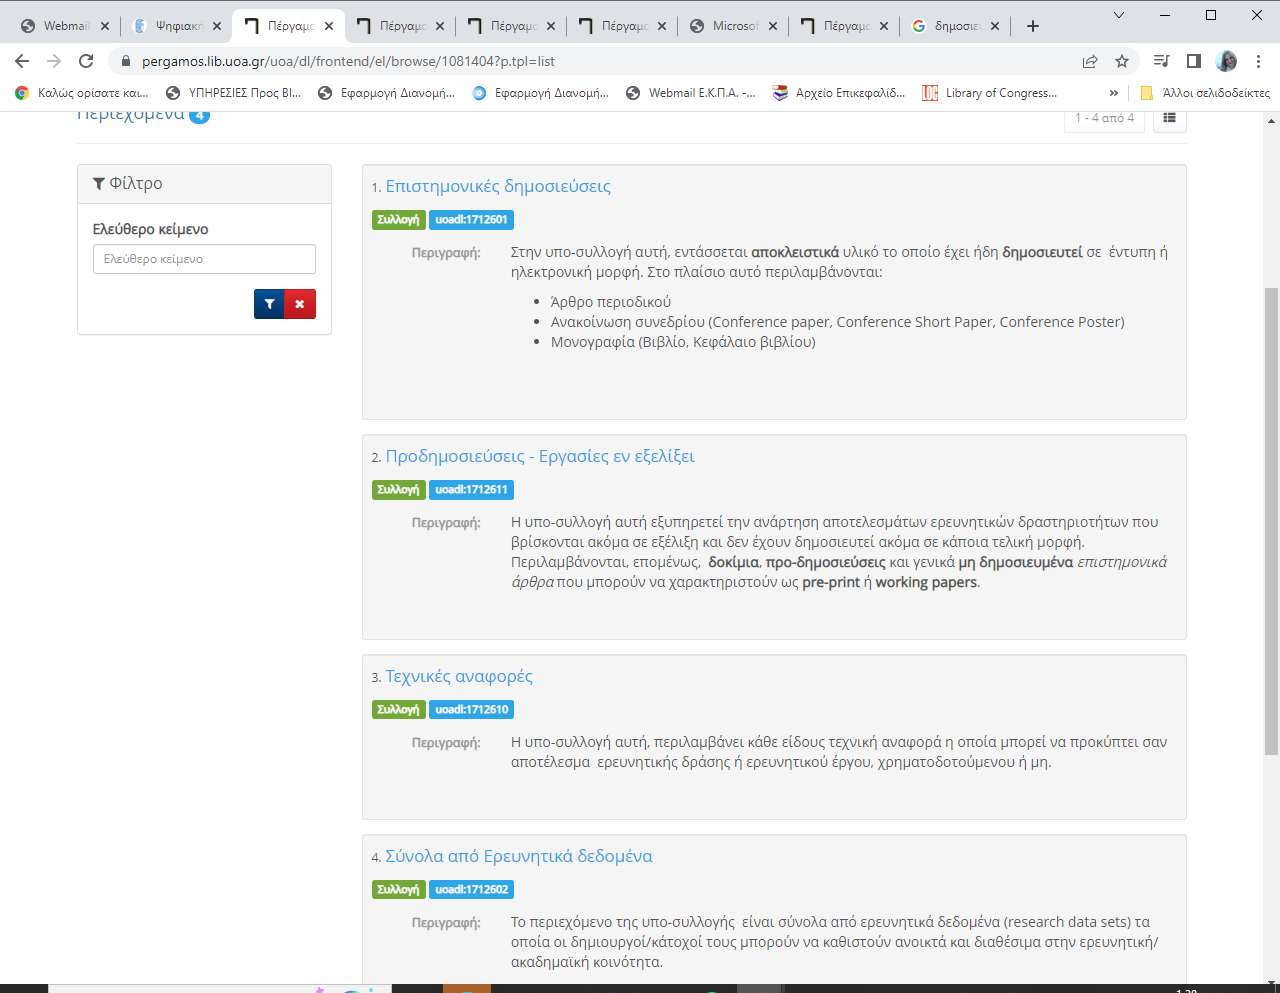 Webmail
Ψηφιακή
Πέργαμο
Πέργαμο
Πέργαμο
Πέργαμο
Microsof
Πέργαμο
δημοσιε
pergamos.lib.uoa.gr/uoa/dl/frontend/el/browse/1081404?p.tpl=list
Καλώς ορίσατε και...
ΥΠΗΡΕΣΙΕΣ Προς ΒΙ...
Εφαρμογή Διανομή...
Εφαρμογή Διανομή...
Webmail Ε.Κ.Π.Α. -...
Αρχείο Επικεφαλίδ...
Library of Congress...
»
Άλλοι σελιδοδείκτες
Περιεχόμενα 4
1 - 4 από 4
Φίλτρο
Ελεύθερο κείμενο
Ελεύθερο κείμενο
1. Επιστημονικές δημοσιεύσεις
Συλλογή uoadl:1712601
Περιγραφή: Στην υπο-συλλογή αυτή, εντάσσεται αποκλειστικά υλικό το οποίο έχει ήδη δημοσιευτεί σε έντυπη ή
ηλεκτρονική μορφή. Στο πλαίσιο αυτό περιλαμβάνονται:
• Άρθρο περιοδικού
• Ανακοίνωση συνεδρίου (Conference paper, Conference Short Paper, Conference Poster)
• Μονογραφία (Βιβλίο, Κεφάλαιο βιβλίου)
2. Προδημοσιεύσεις - Εργασίες εν εξελίξει
Συλλογή uoadl:1712611
Περιγραφή: Η υπο-συλλογή αυτή εξυπηρετεί την ανάρτηση αποτελεσμάτων ερευνητικών δραστηριοτήτων που
βρίσκονται ακόμα σε εξέλιξη και δεν έχουν δημοσιευτεί ακόμα σε κάποια τελική μορφή.
Περιλαμβάνονται, επομένως, δοκίμια, προ-δημοσιεύσεις και γενικά μη δημοσιευμένα επιστημονικά
άρθρα που μπορούν να χαρακτηριστούν ως pre-print ή working papers.
3. Τεχνικές αναφορές
Συλλογή uoadl:1712610
Περιγραφή: Η υπο-συλλογή αυτή, περιλαμβάνει κάθε είδους τεχνική αναφορά η οποία μπορεί να προκύπτει σαν
αποτέλεσμα ερευνητικής δράσης ή ερευνητικού έργου, χρηματοδοτούμενου ή μη.
4. Σύνολα από Ερευνητικά δεδομένα
Συλλογή uoadl:1712602
Περιγραφή: Το περιεχόμενο της υπο-συλλογής είναι σύνολα από ερευνητικά δεδομένα (research data sets) τα
οποία οι δημιουργοί/κάτοχοί τους μπορούν να καθιστούν ανοικτά και διαθέσιμα στην ερευνητική/
ακαδημαϊκή κοινότητα.